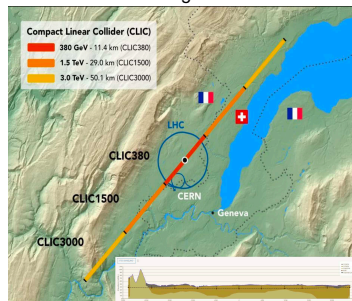 Compact Linear Collider (CLIC)
380 GeV - 11.4 km (CLIC380)
1.5 TeV - 29.0 km (CLIC1500)
3.0 TeV - 50.1 km (CLIC3000)
LHC
CLIC380
CERN
CLIC1500
Geneva
CLIC3000